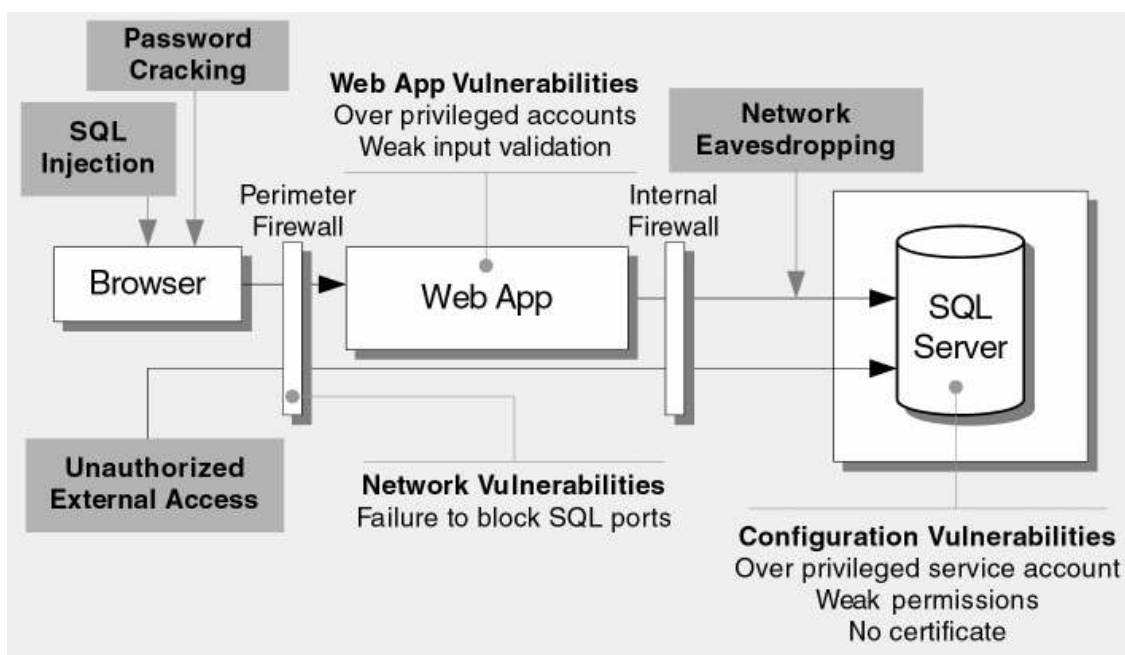 Password
Cracking
SQL
Injection
Web App Vulnerabilities
Over privileged accounts
Weak input validation
Network
Eavesdropping
Perimeter
Firewall
Internal
Firewall
Browser
Web App
SQL
Server
Unauthorized
External Access
Network Vulnerabilities
Failure to block SQL ports
Configuration Vulnerabilities
Over privileged service account
Weak permissions
No certificate